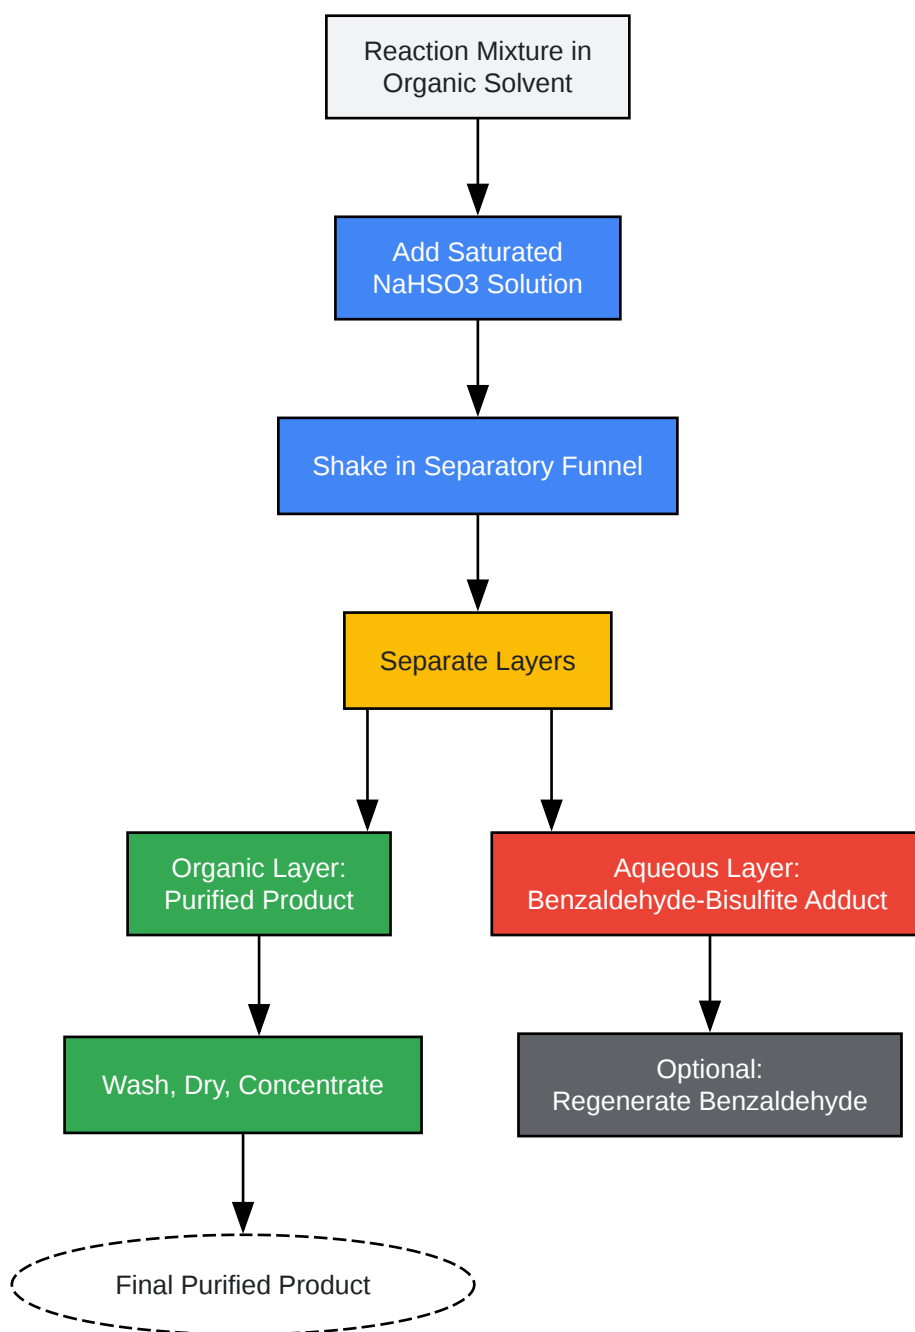 Reaction Mixture in
Organic Solvent
Add Saturated
NaHSO3 Solution
Shake in Separatory Funnel
Separate Layers
Organic Layer:
Purified Product
Aqueous Layer:
Benzaldehyde-Bisulfite Adduct
Wash, Dry, Concentrate
Optional:
Regenerate Benzaldehyde
Final Purified Product